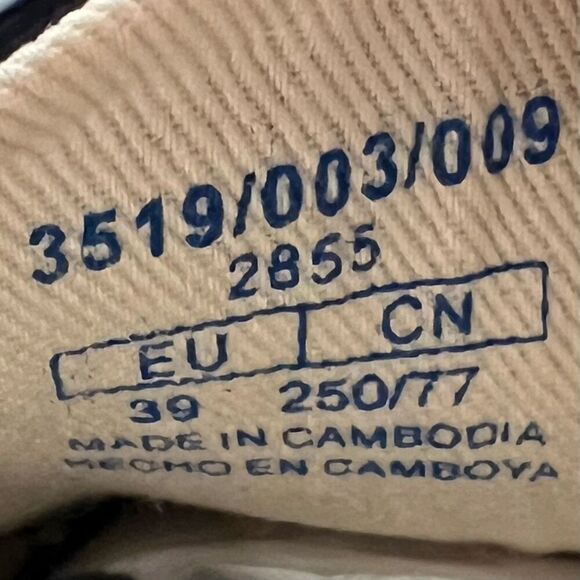 3519/003/009
2855
EU CN
39 250/77
MADE IN CAMBODIA
HECHO EN CAMBOYA